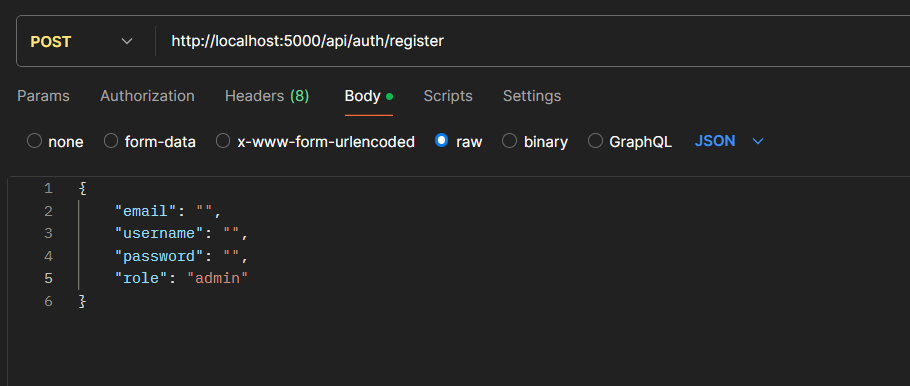 POST http://localhost:5000/api/auth/register
Params Authorization Headers (8) Body Scripts Settings
none form-data x-www-form-urlencoded raw binary GraphQL JSON
1 {
2 "email": "",
3 "username": "",
4 "password": "",
5 "role": "admin"
6 }